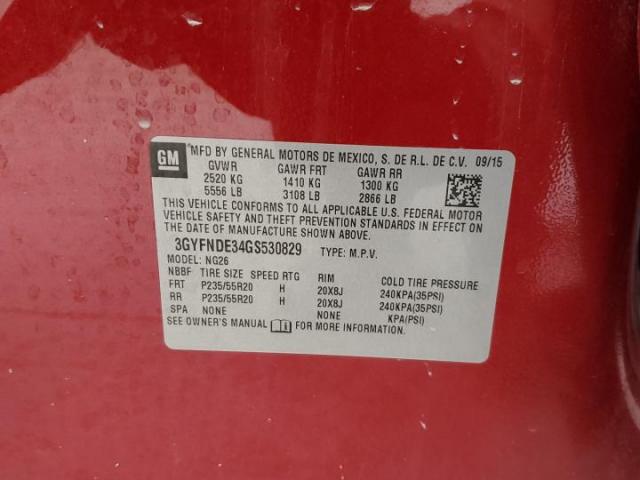 GM
*MFD BY GENERAL MOTORS DE MEXICO, S. DE R.L. DE C.V. 09/15
GVWR GAWR FRT GAWR RR
2520 KG 1410 KG 1300 KG
5556 LB 3108 LB 2866 LB
THIS VEHICLE CONFORMS TO ALL APPLICABLE U.S. FEDERAL MOTOR
VEHICLE SAFETY AND THEFT PREVENTION STANDARDS IN EFFECT ON
THE DATE OF MANUFACTURE SHOWN ABOVE.
3GYFNDE34GS530829 TYPE: M.P.V.
MODEL: NG26
NBBF TIRE SIZE SPEED RTG RIM COLD TIRE PRESSURE
FRT P235/55R20 H 20X8J 240KPA(35PSI)
RR P235/55R20 H 20X8J 240KPA(35PSI)
SPA NONE NONE KPA(PSI)
SEE OWNER'S MANUAL FOR MORE INFORMATION.